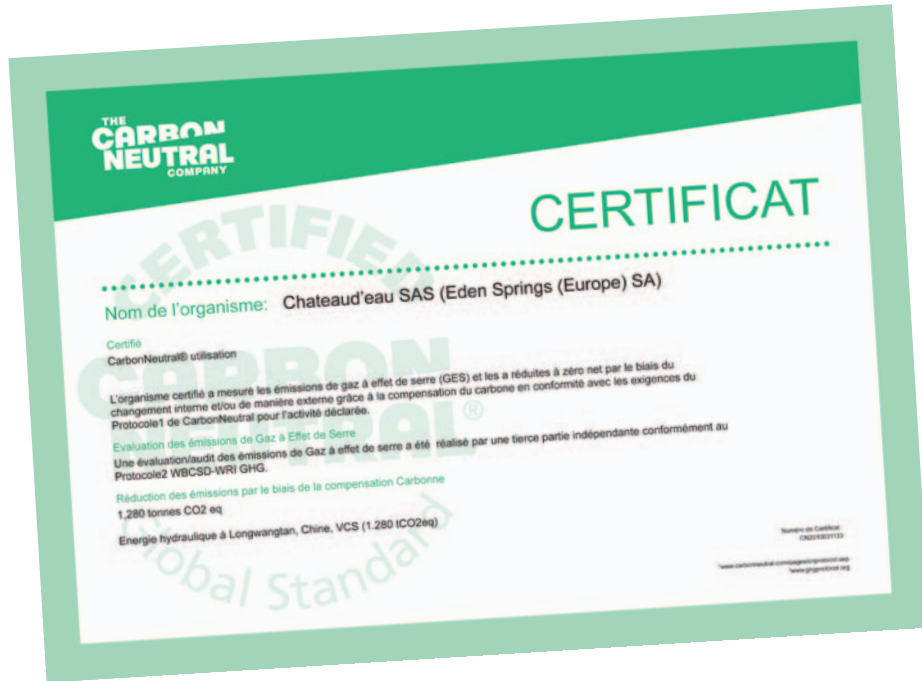 THE
CARBON
NEUTRAL
COMPANY
CERTIFICAT
Nom de l'organisme: Chateaud'eau SAS (Eden Springs (Europe) SA)
Certifié
CarbonNeutral® utilisation
L'organisme certifié a mesuré les émissions de gaz à effet de serre (GES) et les a réduites à zéro net par le biais du
changement interne et/ou de manière externe grâce à la compensation du carbone en conformité avec les exigences du
Protocole1 de CarbonNeutral pour l'activité déclarée.
Evaluation des émissions de Gaz à Effet de Serre
Une évaluation/audit des émissions de Gaz à effet de serre a été réalisé par une tierce partie indépendante conformément au
Protocole2 WBCSD-WRI GHG.
Réduction des émissions par le biais de la compensation Carbonne
1,280 tonnes CO2 eq
Energie hydraulique à Longwangtan, Chine, VCS (1.280 tCO2eq)
Numéro de Certificat:
CERTIFIED
CARBON
NEUTRAL®
Global Standard